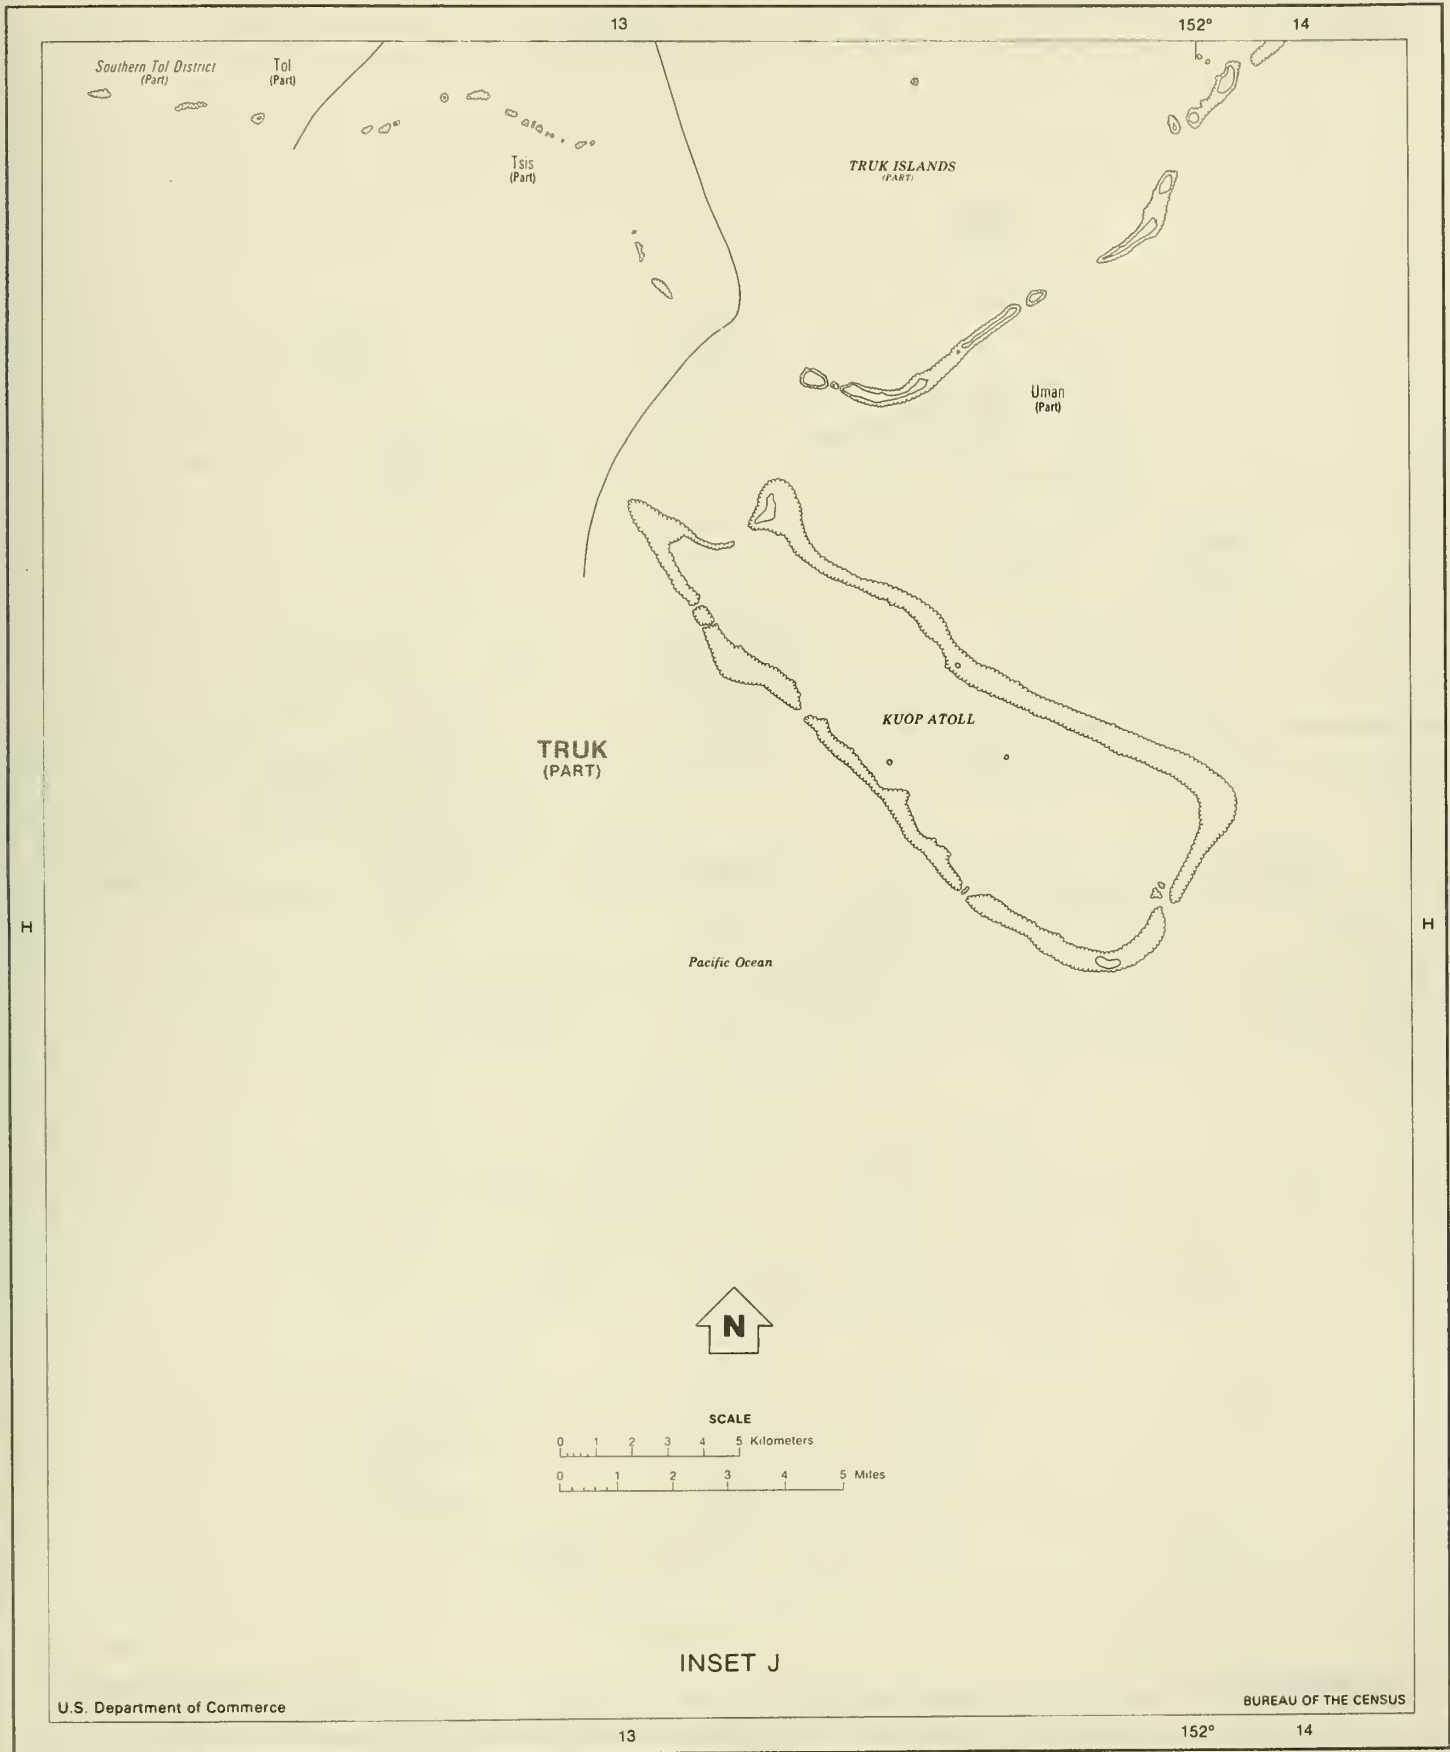 13
152°
14
Southern Tol District
(Part)
Tol
(Part)
Tsis
(Part)
TRUK ISLANDS
(PART)
Uman
(Part)
KUOP ATOLL
TRUK
(PART)
H
H
Pacific Ocean
N
SCALE
0 1 2 3 4 5 Kilometers
0 1 2 3 4 5 Miles
INSET J
U.S. Department of Commerce
BUREAU OF THE CENSUS
13
152°
14